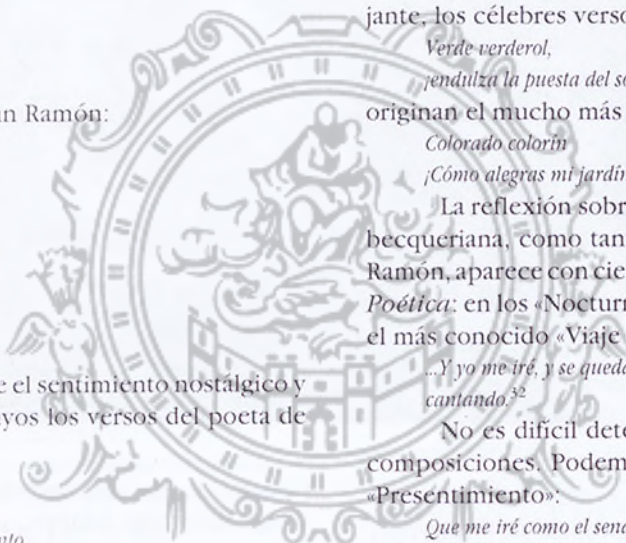 an Ramón:
e el sentimiento nostálgico y
yos los versos del poeta de
nto
jante, los célebres verso
Verde verderol,
¡endulza la puesta del so
originan el mucho más
Colorado colorín
¡Cómo alegras mi jardín
La reflexión sobr
becqueriana, como tan
Ramón, aparece con cie
Poética: en los «Noctur
el más conocido «Viaje
...Y yo me iré, y se queda
cantando.³²
No es difícil dete
composiciones. Podem
«Presentimiento»:
Que me iré como el send